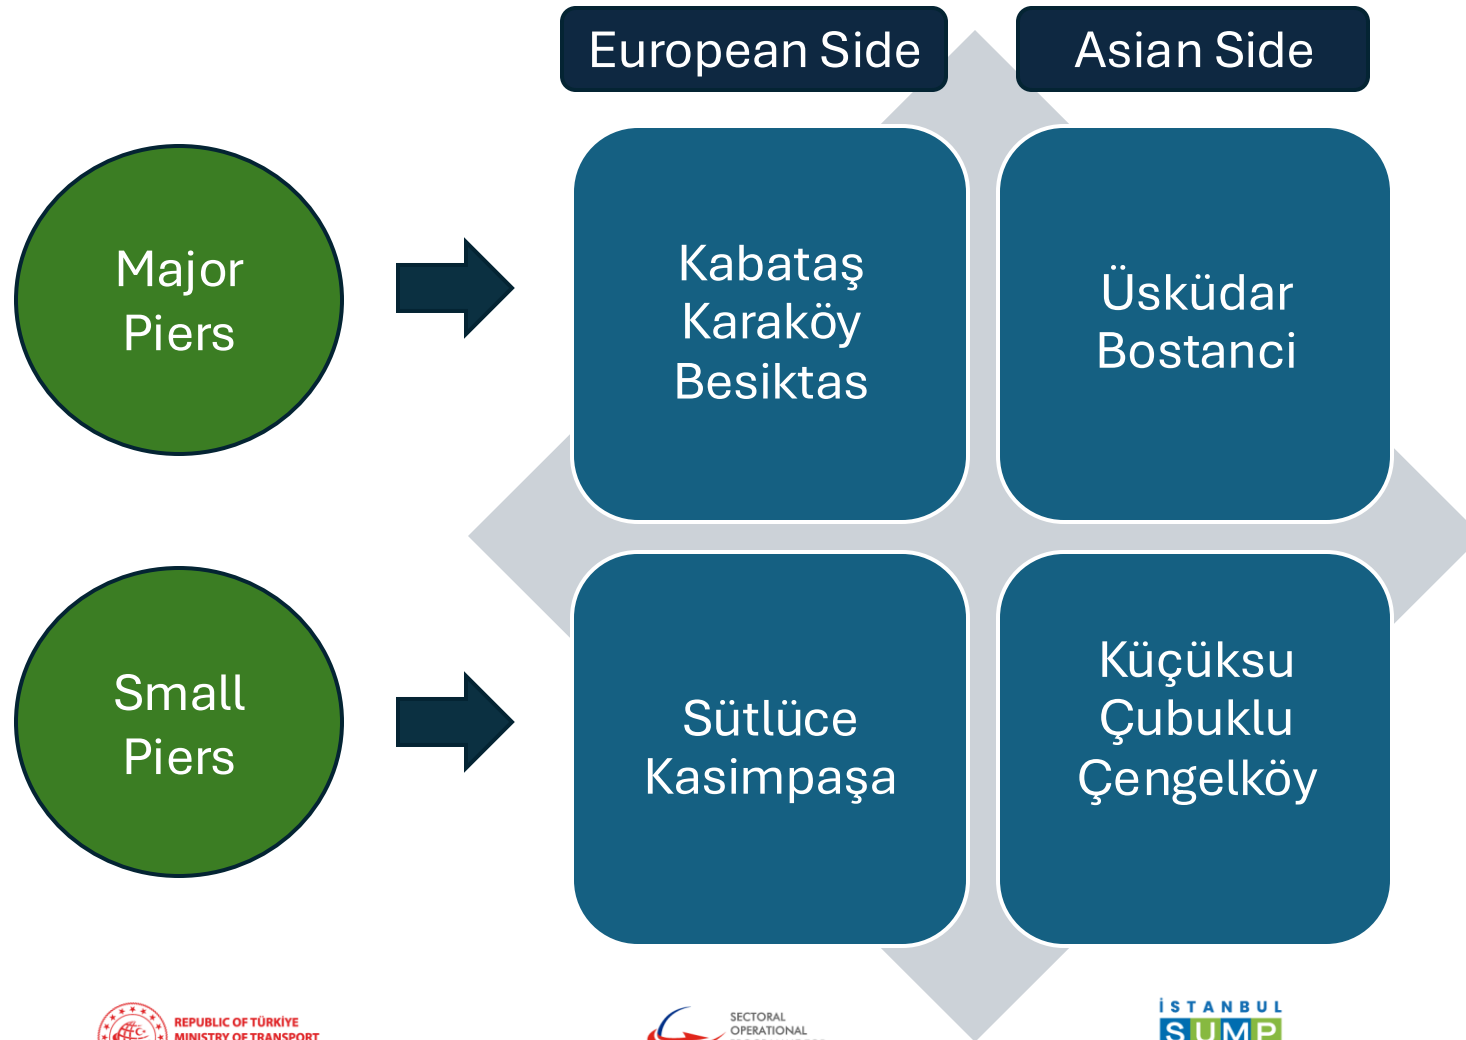 European Side
Asian Side
Major
Piers
Kabataş
Karaköy
Besiktas
Üsküdar
Bostanci
Small
Piers
Sütlüce
Kasimpaşa
Küçüksu
Çubuklu
Çengelköy
REPUBLIC OF TÜRKİYE
MINISTRY OF TRANSPORT
SECTORAL
OPERATIONAL
İSTANBUL
SUMP